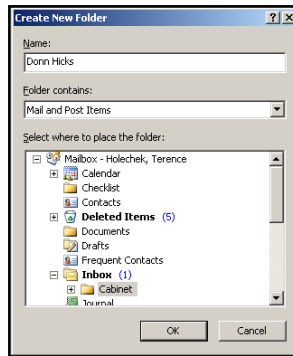 Create New Folder
Name:
Donn Hicks
Folder contains:
Mail and Post Items
Select where to place the folder:
Mailbox - Holechek, Terence
Calendar
Checklist
Contacts
Deleted Items (5)
Documents
Drafts
Frequent Contacts
Inbox (1)
Cabinet
Journal
OK Cancel